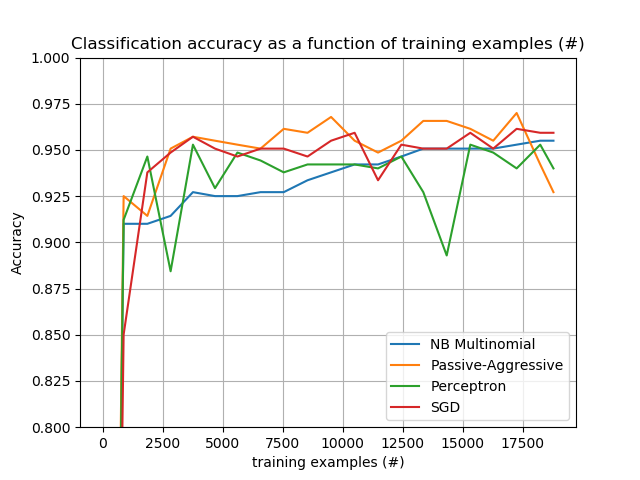 Classification accuracy as a function of training examples (#)
1.000
0.975
0.950
0.925
0.900
0.875
0.850
0.825
0.800
Accuracy
NB Multinomial
Passive-Aggressive
Perceptron
SGD
0 2500 5000 7500 10000 12500 15000 17500
training examples (#)